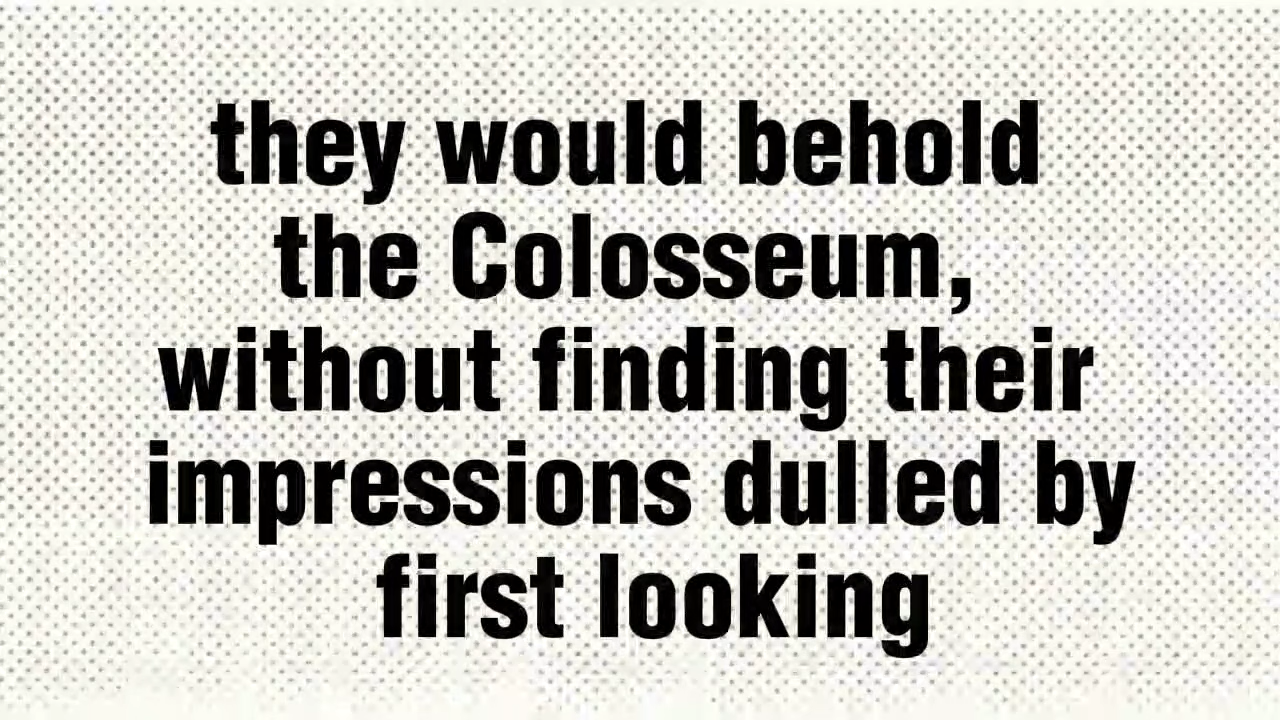 they would behold
the Colosseum,
without finding their
impressions dulled by
first looking